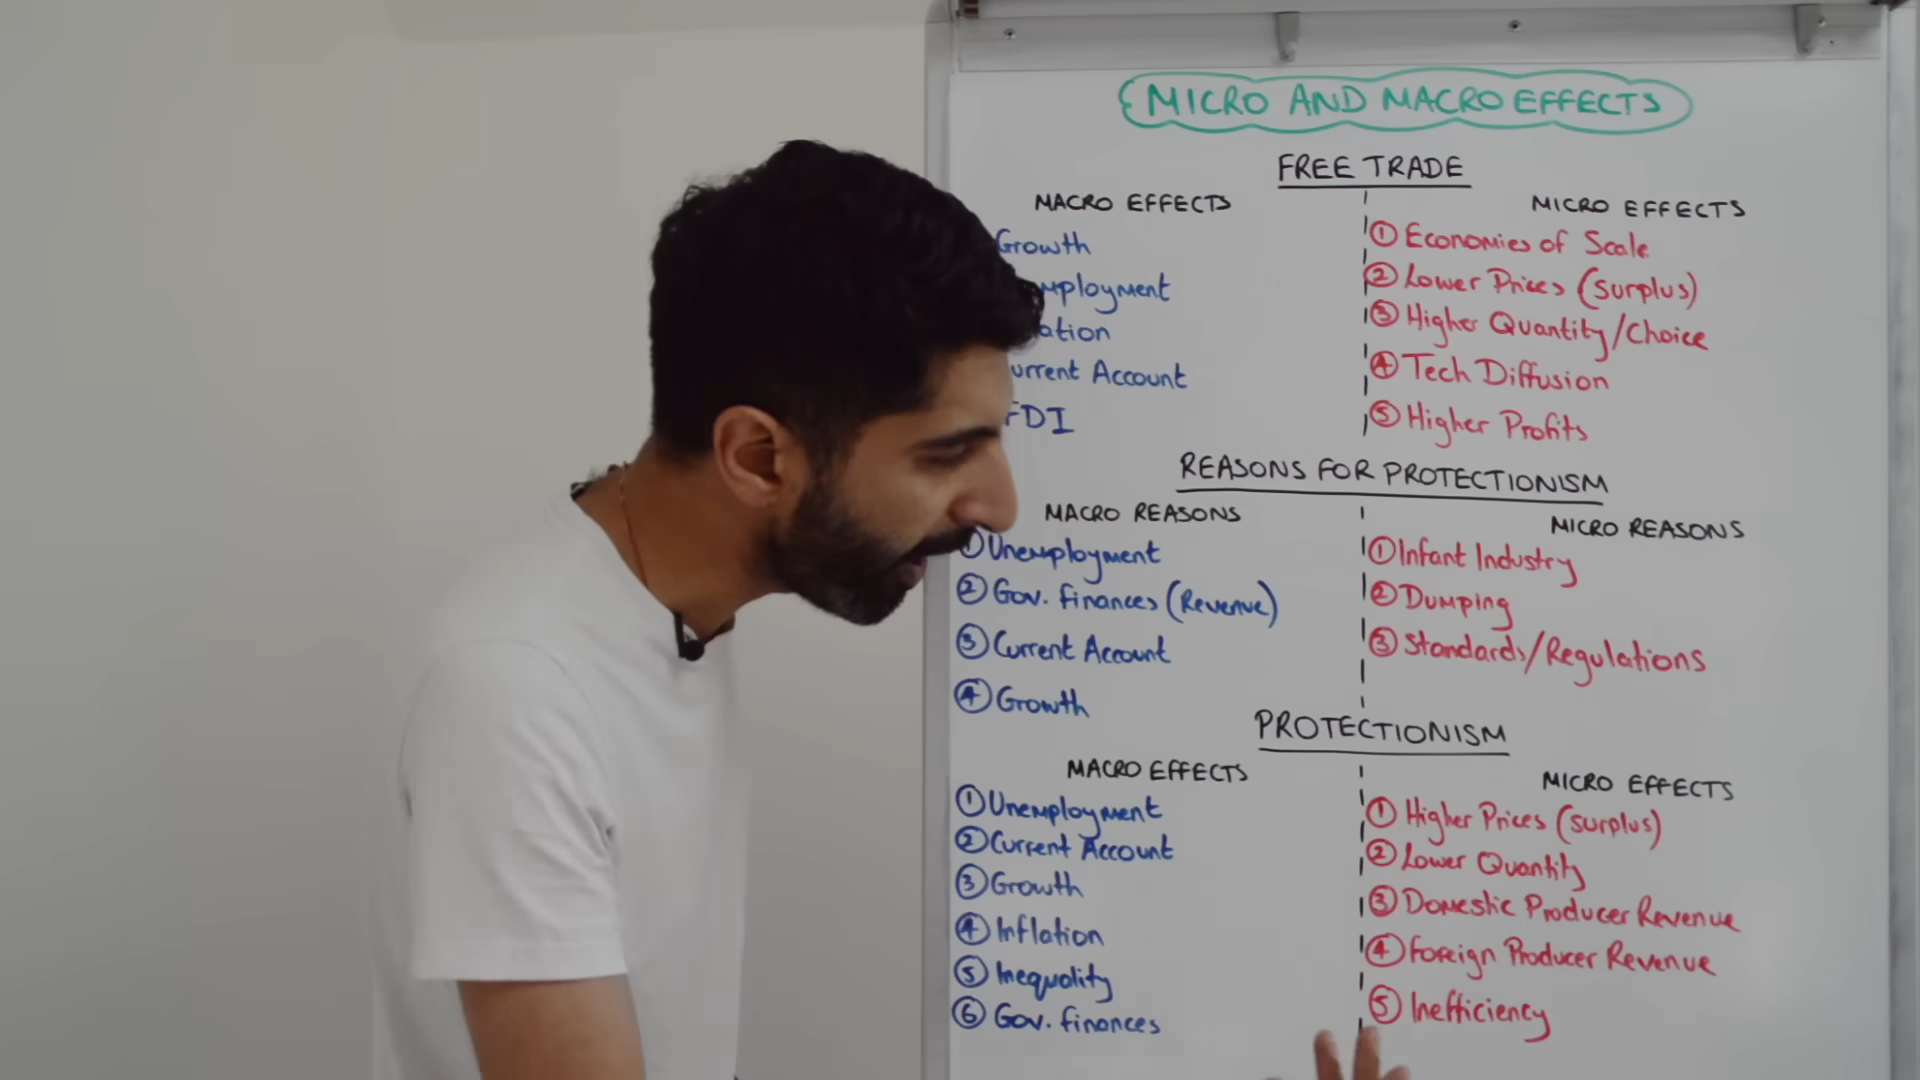 MICRO AND MACRO EFFECTS
FREE TRADE
MACRO EFFECTS
Growth
Current Account
FDI
MICRO EFFECTS
① Economies of Scale
② Lower Prices (surplus)
③ Higher Quantity/Choice
④ Tech Diffusion
⑤ Higher Profits
REASONS FOR PROTECTIONISM
MACRO REASONS
① Unemployment
② Gov. finances (Revenue)
③ Current Account
④ Growth
MICRO REASONS
① Infant Industry
② Dumping
③ Standards/Regulations
PROTECTIONISM
MACRO EFFECTS
① Unemployment
② Current Account
③ Growth
④ Inflation
⑤ Inequality
⑥ Gov. finances
MICRO EFFECTS
① Higher Prices (surplus)
② Lower Quantity
③ Domestic Producer Revenue
④ Foreign Producer Revenue
⑤ Inefficiency